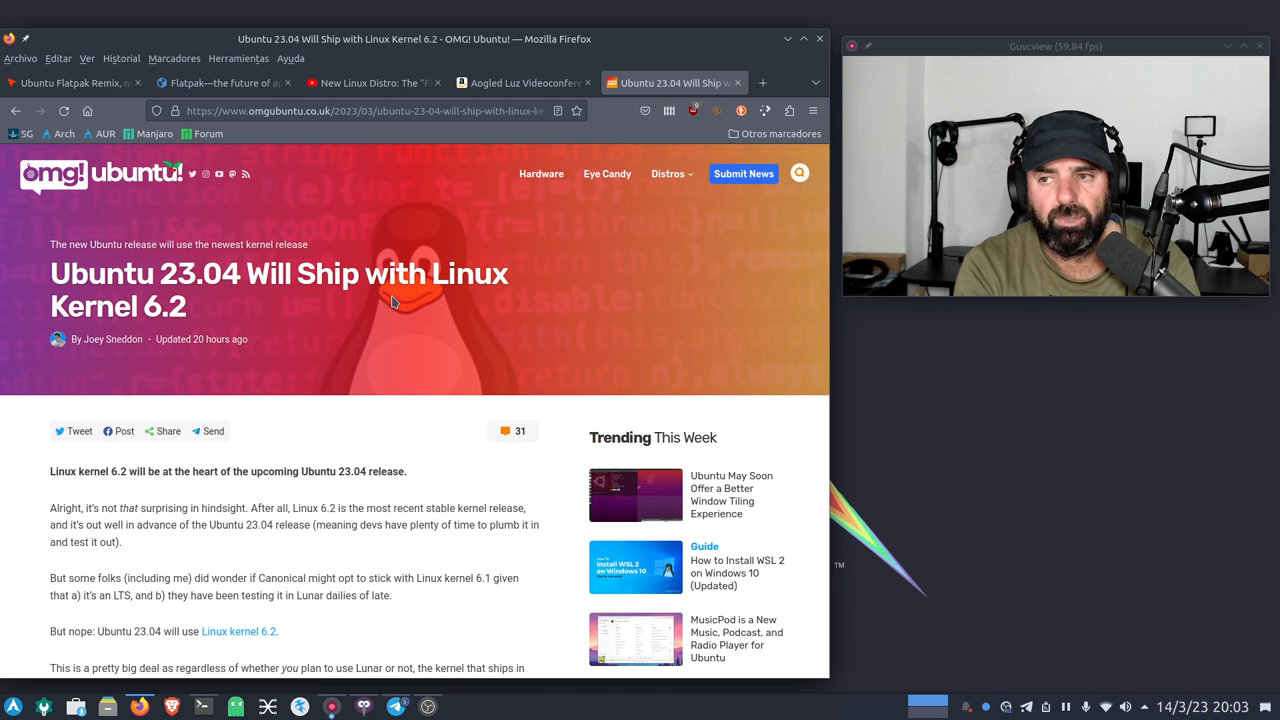 Ubuntu 23.04 Will Ship with Linux Kernel 6.2 - OMG! Ubuntu! — Mozilla Firefox
Guvcview (59,84 fps)
Archivo Editar Ver Historial Marcadores Herramientas Ayuda
Ubuntu Flatpak Remix, n
Flatpak—the future of a
New Linux Distro: The "Fl
Aogled Luz Videoconfere
Ubuntu 23.04 Will Ship w
https://www.omgubuntu.co.uk/2023/03/ubuntu-23-04-will-ship-with-linux-ke
9
SG Arch AUR Manjaro Forum Otros marcadores
omg! ubuntu!
Hardware Eye Candy Distros Submit News
The new Ubuntu release will use the newest kernel release
Ubuntu 23.04 Will Ship with Linux
Kernel 6.2
By Joey Sneddon · Updated 20 hours ago
Tweet Post Share Send 31
Linux kernel 6.2 will be at the heart of the upcoming Ubuntu 23.04 release.
Alright, it's not that surprising in hindsight. After all, Linux 6.2 is the most recent stable kernel release,
and it's out well in advance of the Ubuntu 23.04 release (meaning devs have plenty of time to plumb it in
and test it out).
But some folks (including me) did wonder if Canonical might opt to stick with Linux kernel 6.1 given
that a) it's an LTS, and b) they have been testing it in Lunar dailies of late.
But nope: Ubuntu 23.04 will use Linux kernel 6.2.
This is a pretty big deal as regardless of whether you plan to use Lunar or not, the kernel that ships in
Trending This Week
Ubuntu May Soon
Offer a Better
Window Tiling
Experience
Guide
How to Install WSL 2
on Windows 10
(Updated)
MusicPod is a New
Music, Podcast, and
Radio Player for
Ubuntu
TM
14/3/23 20:03